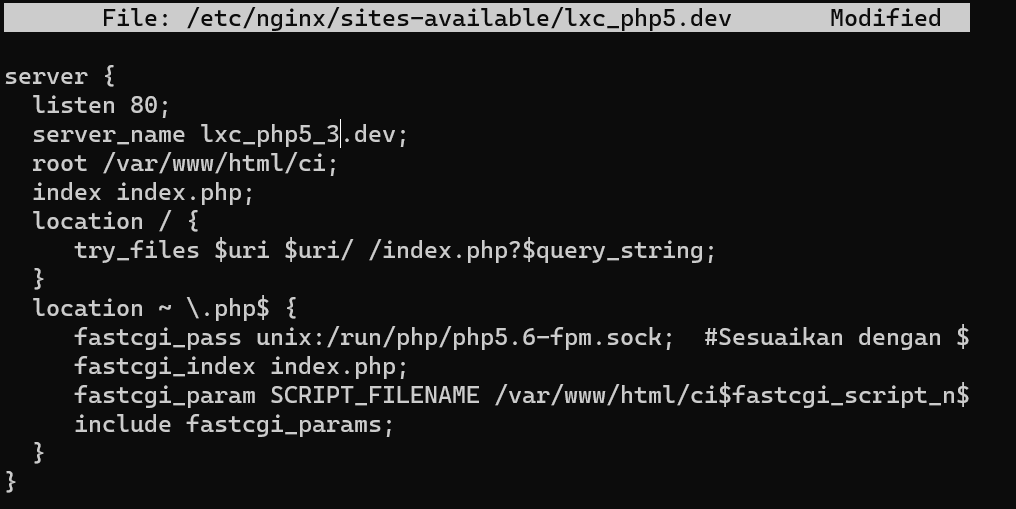 File: /etc/nginx/sites-available/lxc_php5.dev Modified
server {
listen 80;
server_name lxc_php5_3.dev;
root /var/www/html/ci;
index index.php;
location / {
try_files $uri $uri/ /index.php?$query_string;
}
location ~ \.php$ {
fastcgi_pass unix:/run/php/php5.6-fpm.sock; #Sesuaikan dengan $
fastcgi_index index.php;
fastcgi_param SCRIPT_FILENAME /var/www/html/ci$fastcgi_script_n$
include fastcgi_params;
}
}